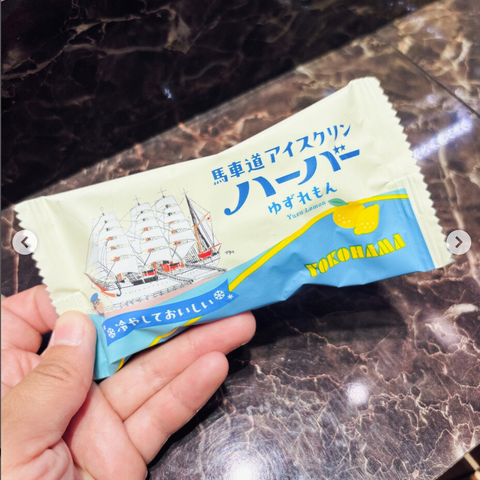 馬車道アイスクリン
ハーバー
ゆずれもん
Yuzu Lemon
YOKOHAMA
冷やしておいしい